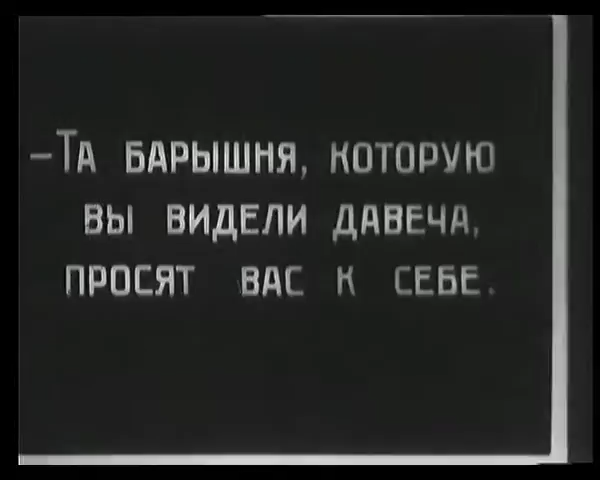 –Та барышня, которую
вы видели давеча,
просят вас к себе.